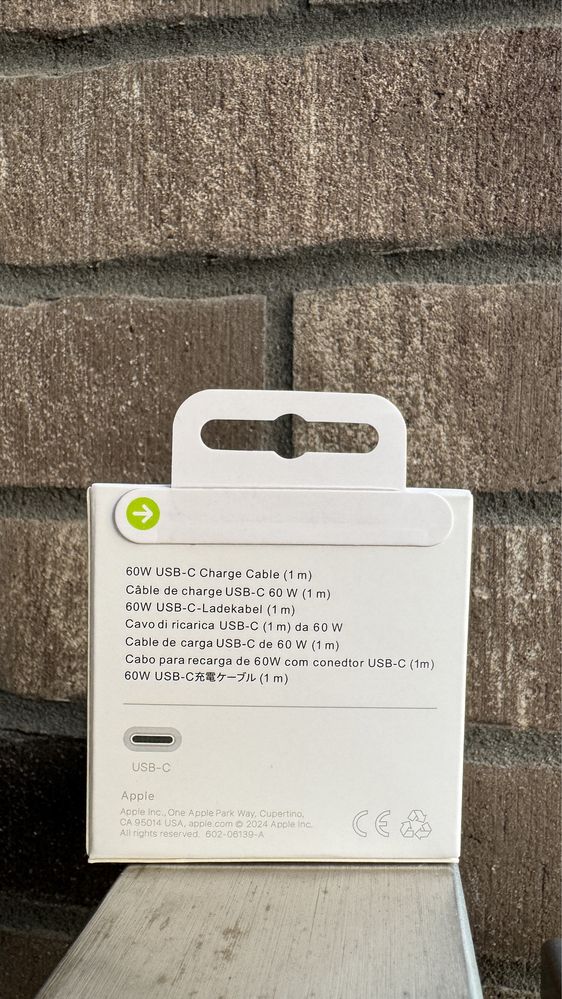 60W USB-C Charge Cable (1 m)
Câble de charge USB-C 60 W (1 m)
60W USB-C-Ladekabel (1 m)
Cavo di ricarica USB-C (1 m) da 60 W
Cable de carga USB-C de 60 W (1 m)
Cabo para recarga de 60W com conedtor USB-C (1m)
60W USB-C充電ケーブル (1 m)
USB-C
Apple
Apple Inc., One Apple Park Way, Cupertino,
CA 95014 USA, apple.com © 2024 Apple Inc.
All rights reserved. 602-06139-A
CE